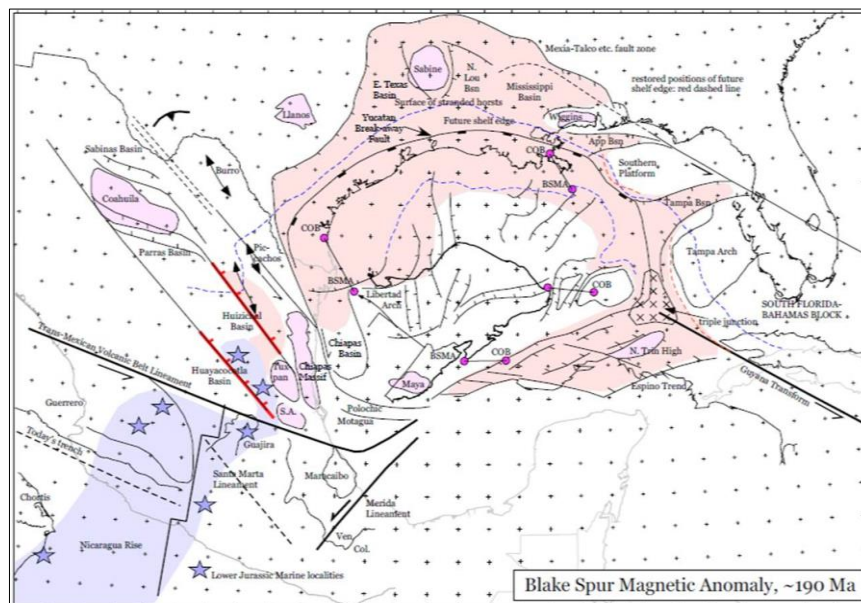 Mexia-Talco etc. fault zone
Sabine
N.
Lou
Bsn
restored positions of future
shelf edge: red dashed line
E. Texas
Basin
Mississippi
Basin
Surface of stranded horsts
Llanos
Yucatan
Break-away
Fault
Future shelf edge
Wiggins
App Bsn
COB
Southern
Platform
Sabinas Basin
Burro
BSMA
Coahuila
Tampa Bsn
COB
Parras Basin
Pic-
cachos
Tampa Arch
BSMA
Libertad
Arch
COB
Huizichal
Basin
SOUTH FLORIDA-
BAHAMAS BLOCK
triple junction
Trans-Mexican Volcanic Belt Lineament
Chiapas
Basin
Huayacocotla
Basin
Tux-
pan
Chiapas
Massif
BSMA
COB
N. Trin High
Maya
Espino Trend
Guyana Transform
Guerrero
S.A.
Polochic
Motagua
Today's trench
Guajira
Santa Marta
Lineament
Maracaibo
Chortis
Merida
Lineament
Ven.
Col.
Nicaragua Rise
Lower Jurassic Marine localities
Blake Spur Magnetic Anomaly, ~190 Ma